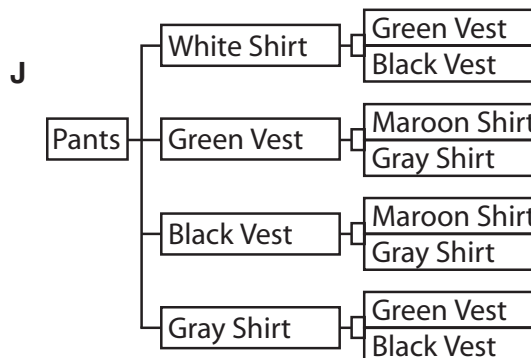 J
Pants
White Shirt
Green Vest
Black Vest
Green Vest
Maroon Shirt
Gray Shirt
Black Vest
Maroon Shirt
Gray Shirt
Gray Shirt
Green Vest
Black Vest